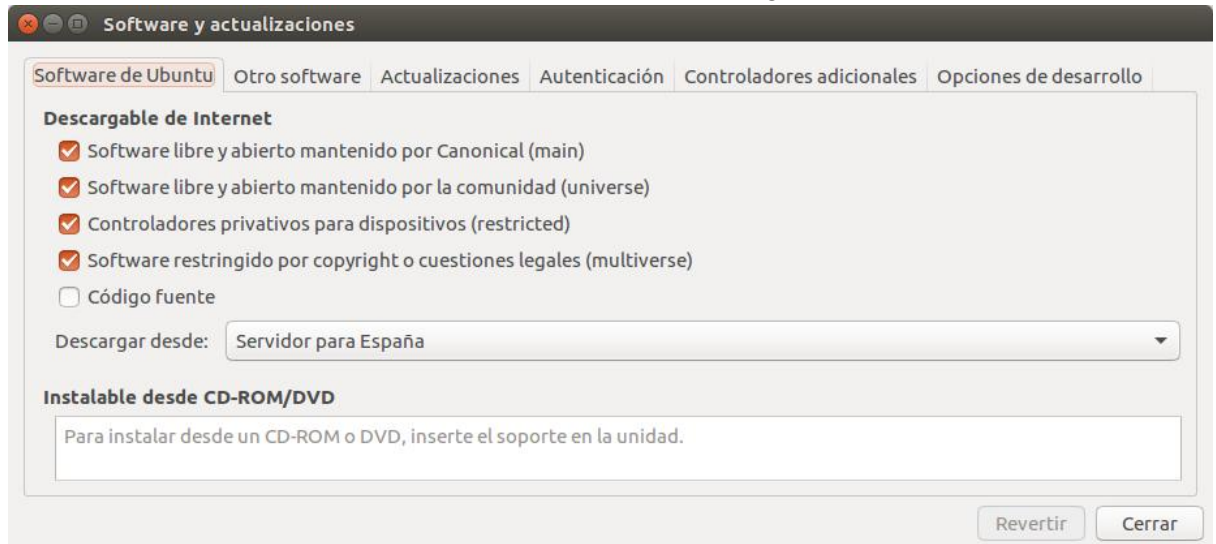 Software y actualizaciones
Software de Ubuntu Otro software Actualizaciones Autenticación Controladores adicionales Opciones de desarrollo
Descargable de Internet
Software libre y abierto mantenido por Canonical (main)
Software libre y abierto mantenido por la comunidad (universe)
Controladores privativos para dispositivos (restricted)
Software restringido por copyright o cuestiones legales (multiverse)
Código fuente
Descargar desde: Servidor para España
Instalable desde CD-ROM/DVD
Para instalar desde un CD-ROM o DVD, inserte el soporte en la unidad.
Revertir Cerrar